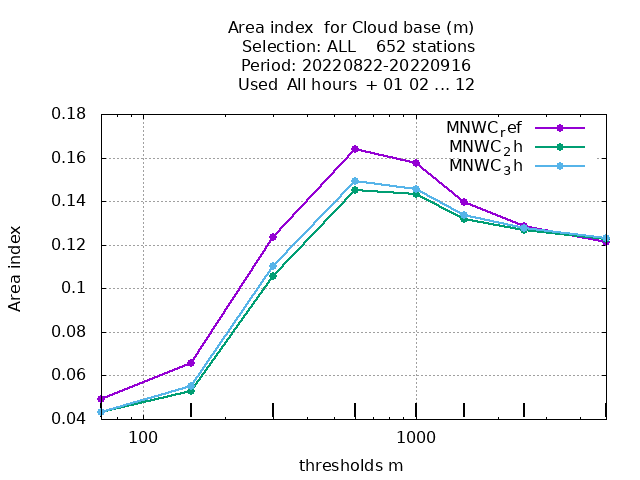 Area index  for Cloud base (m)
Selection: ALL    652 stations
Period: 20220822-20220916
Used  All hours  + 01 02 ... 12
MNWC_ref
MNWC_2h
MNWC_3h
0.18
0.16
0.14
0.12
0.1
0.08
0.06
0.04
Area index
100
1000
thresholds m